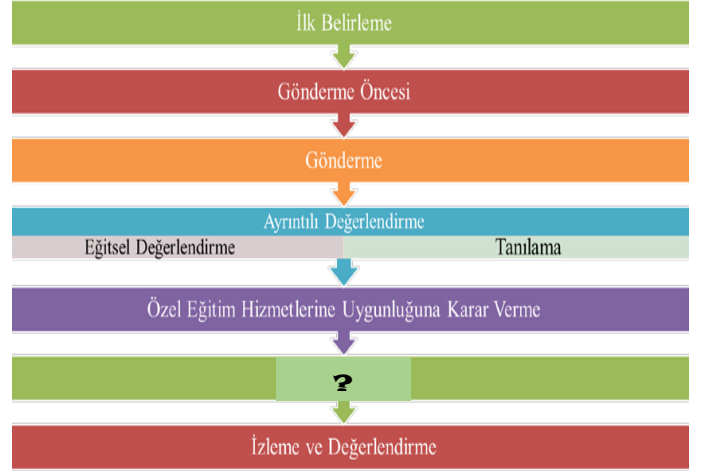 İlk Belirleme
Gönderme Öncesi
Gönderme
Ayrıntılı Değerlendirme
Eğitsel Değerlendirme
Tanılama
Özel Eğitim Hizmetlerine Uygunluğuna Karar Verme
?
İzleme ve Değerlendirme